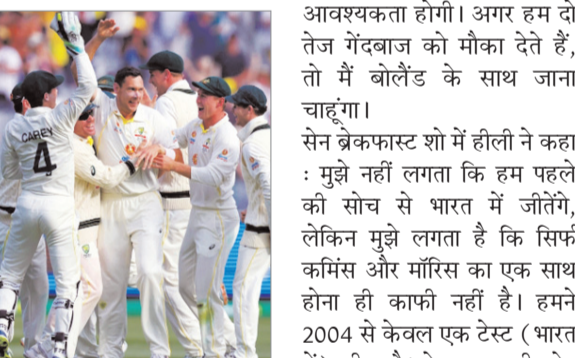 CAREY
4
आवश्यकता होगी। अगर हम दो
तेज गेंदबाज को मौका देते हैं,
तो मैं बोलैंड के साथ जाना
चाहूंगा।
सेन ब्रेकफास्ट शो में हीली ने कहा
: मुझे नहीं लगता कि हम पहले
की सोच से भारत में जीतेंगे,
लेकिन मुझे लगता है कि सिर्फ
कमिंस और मॉरिस का एक साथ
होना ही काफी नहीं है। हमने
2004 से केवल एक टेस्ट ( भारत